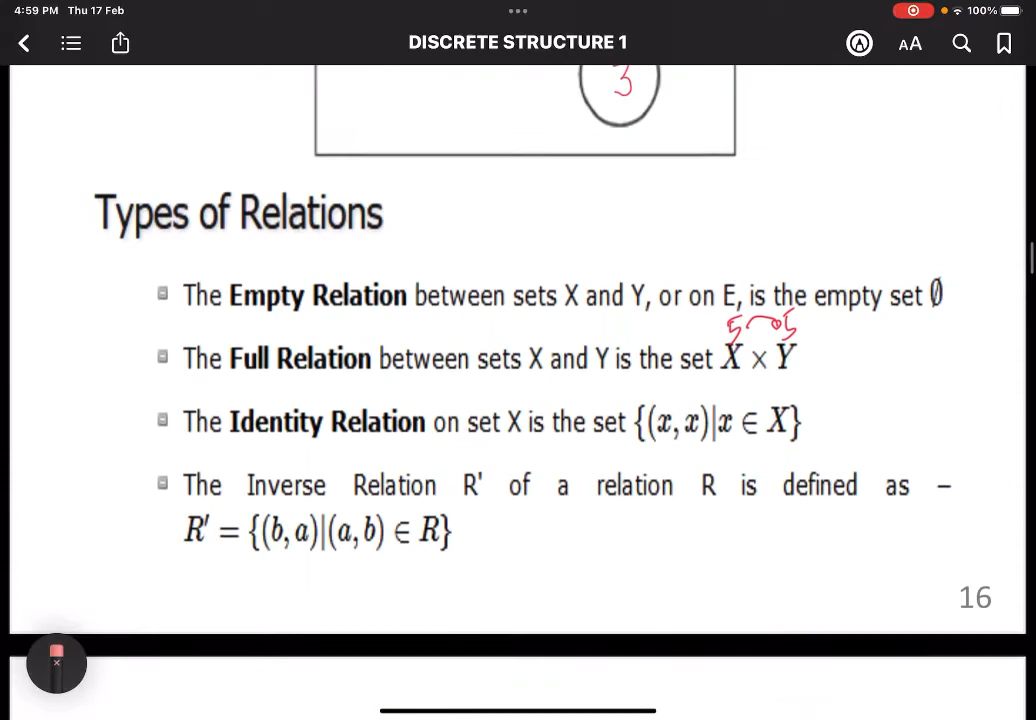 4:59 PM Thu 17 Feb
100%
DISCRETE STRUCTURE 1
AA
3
Types of Relations
The Empty Relation between sets X and Y, or on E, is the empty set ∅
5 5
The Full Relation between sets X and Y is the set X × Y
The Identity Relation on set X is the set {(x, x)|x ∈ X}
The Inverse Relation R' of a relation R is defined as –
R′ = {(b, a)|(a, b) ∈ R}
16